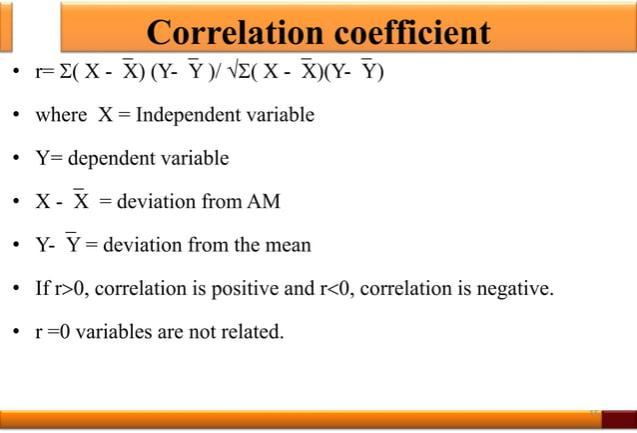 Correlation coefficient
• r= Σ( X - X̅) (Y- Y̅ )/ √Σ( X - X̅)(Y- Y̅)
• where X = Independent variable
• Y= dependent variable
• X - X̅ = deviation from AM
• Y- Y̅ = deviation from the mean
• If r>0, correlation is positive and r<0, correlation is negative.
• r =0 variables are not related.